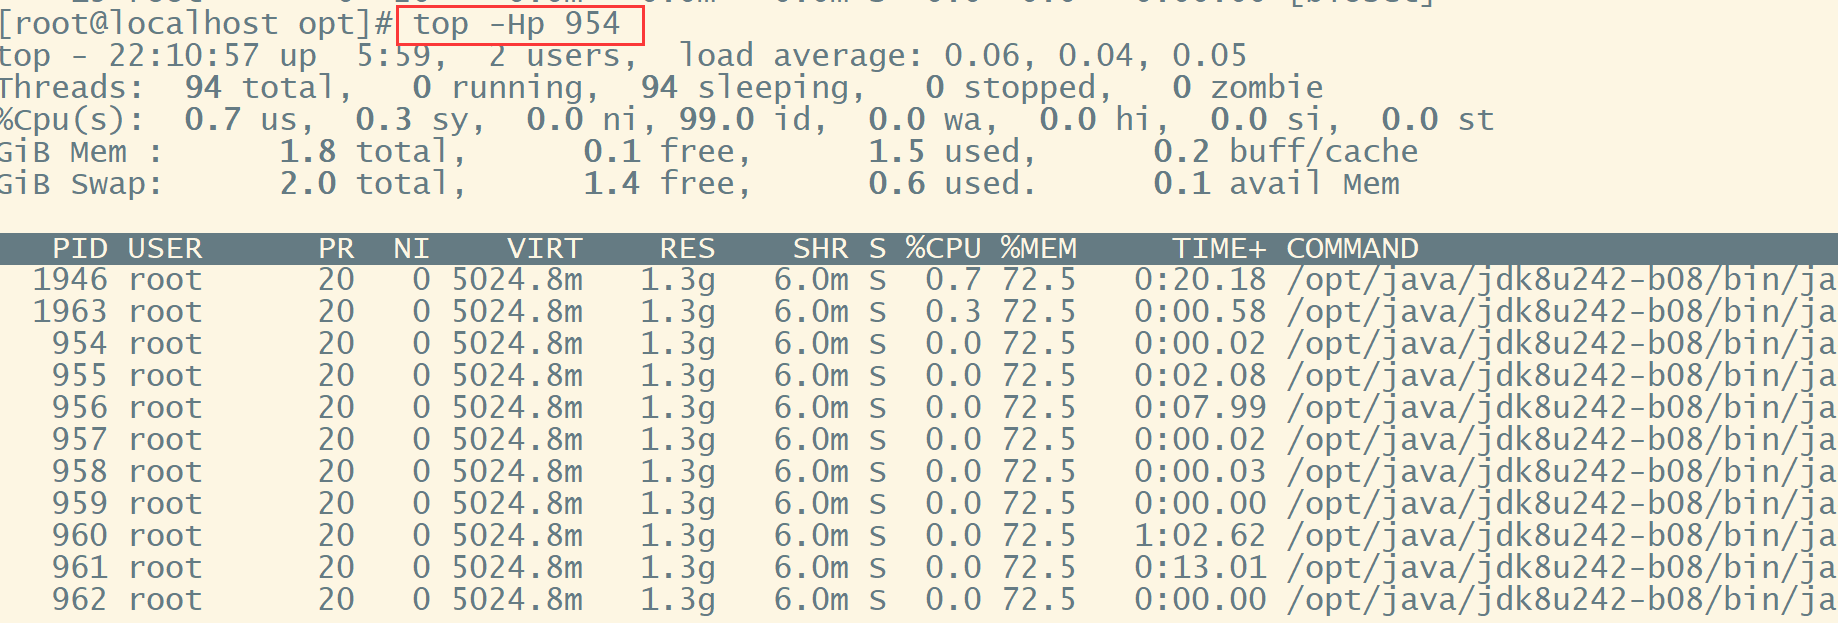 [root@localhost opt]# top -Hp 954
top - 22:10:57 up  5:59,  2 users,  load average: 0.06, 0.04, 0.05
Threads:  94 total,   0 running,  94 sleeping,   0 stopped,   0 zombie
%Cpu(s):  0.7 us,  0.3 sy,  0.0 ni, 99.0 id,  0.0 wa,  0.0 hi,  0.0 si,  0.0 st
GiB Mem :      1.8 total,      0.1 free,      1.5 used,      0.2 buff/cache
GiB Swap:      2.0 total,      1.4 free,      0.6 used.      0.1 avail Mem
PID USER      PR  NI    VIRT    RES    SHR S %CPU %MEM     TIME+ COMMAND
1946 root      20   0 5024.8m   1.3g   6.0m S  0.7 72.5   0:20.18 /opt/java/jdk8u242-b08/bin/ja
1963 root      20   0 5024.8m   1.3g   6.0m S  0.3 72.5   0:00.58 /opt/java/jdk8u242-b08/bin/ja
954 root      20   0 5024.8m   1.3g   6.0m S  0.0 72.5   0:00.02 /opt/java/jdk8u242-b08/bin/ja
955 root      20   0 5024.8m   1.3g   6.0m S  0.0 72.5   0:02.08 /opt/java/jdk8u242-b08/bin/ja
956 root      20   0 5024.8m   1.3g   6.0m S  0.0 72.5   0:07.99 /opt/java/jdk8u242-b08/bin/ja
957 root      20   0 5024.8m   1.3g   6.0m S  0.0 72.5   0:00.02 /opt/java/jdk8u242-b08/bin/ja
958 root      20   0 5024.8m   1.3g   6.0m S  0.0 72.5   0:00.03 /opt/java/jdk8u242-b08/bin/ja
959 root      20   0 5024.8m   1.3g   6.0m S  0.0 72.5   0:00.00 /opt/java/jdk8u242-b08/bin/ja
960 root      20   0 5024.8m   1.3g   6.0m S  0.0 72.5   1:02.62 /opt/java/jdk8u242-b08/bin/ja
961 root      20   0 5024.8m   1.3g   6.0m S  0.0 72.5   0:13.01 /opt/java/jdk8u242-b08/bin/ja
962 root      20   0 5024.8m   1.3g   6.0m S  0.0 72.5   0:00.00 /opt/java/jdk8u242-b08/bin/ja